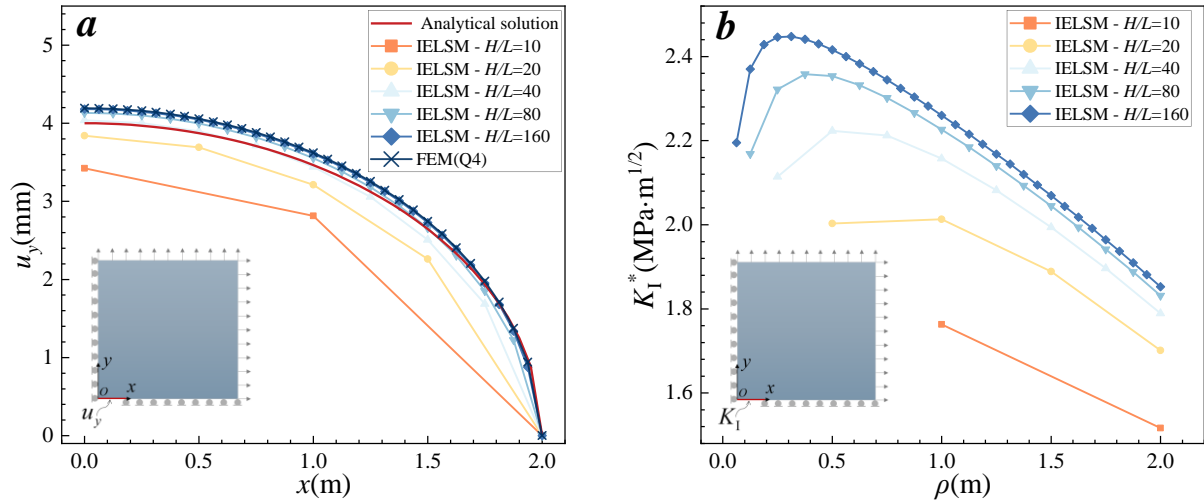 a
Analytical solution
IELSM - H/L=10
IELSM - H/L=20
IELSM - H/L=40
IELSM - H/L=80
IELSM - H/L=160
FEM(Q4)
5
4
3
2
1
0
u_y(mm)
y
o
x
u_y
0.0
0.5
1.0
1.5
2.0
x(m)
b
IELSM - H/L=10
IELSM - H/L=20
IELSM - H/L=40
IELSM - H/L=80
IELSM - H/L=160
2.4
2.2
2.0
1.8
1.6
K_I^*(MPa·m^{1/2})
y
o
x
K_I
0.0
0.5
1.0
1.5
2.0
ρ(m)